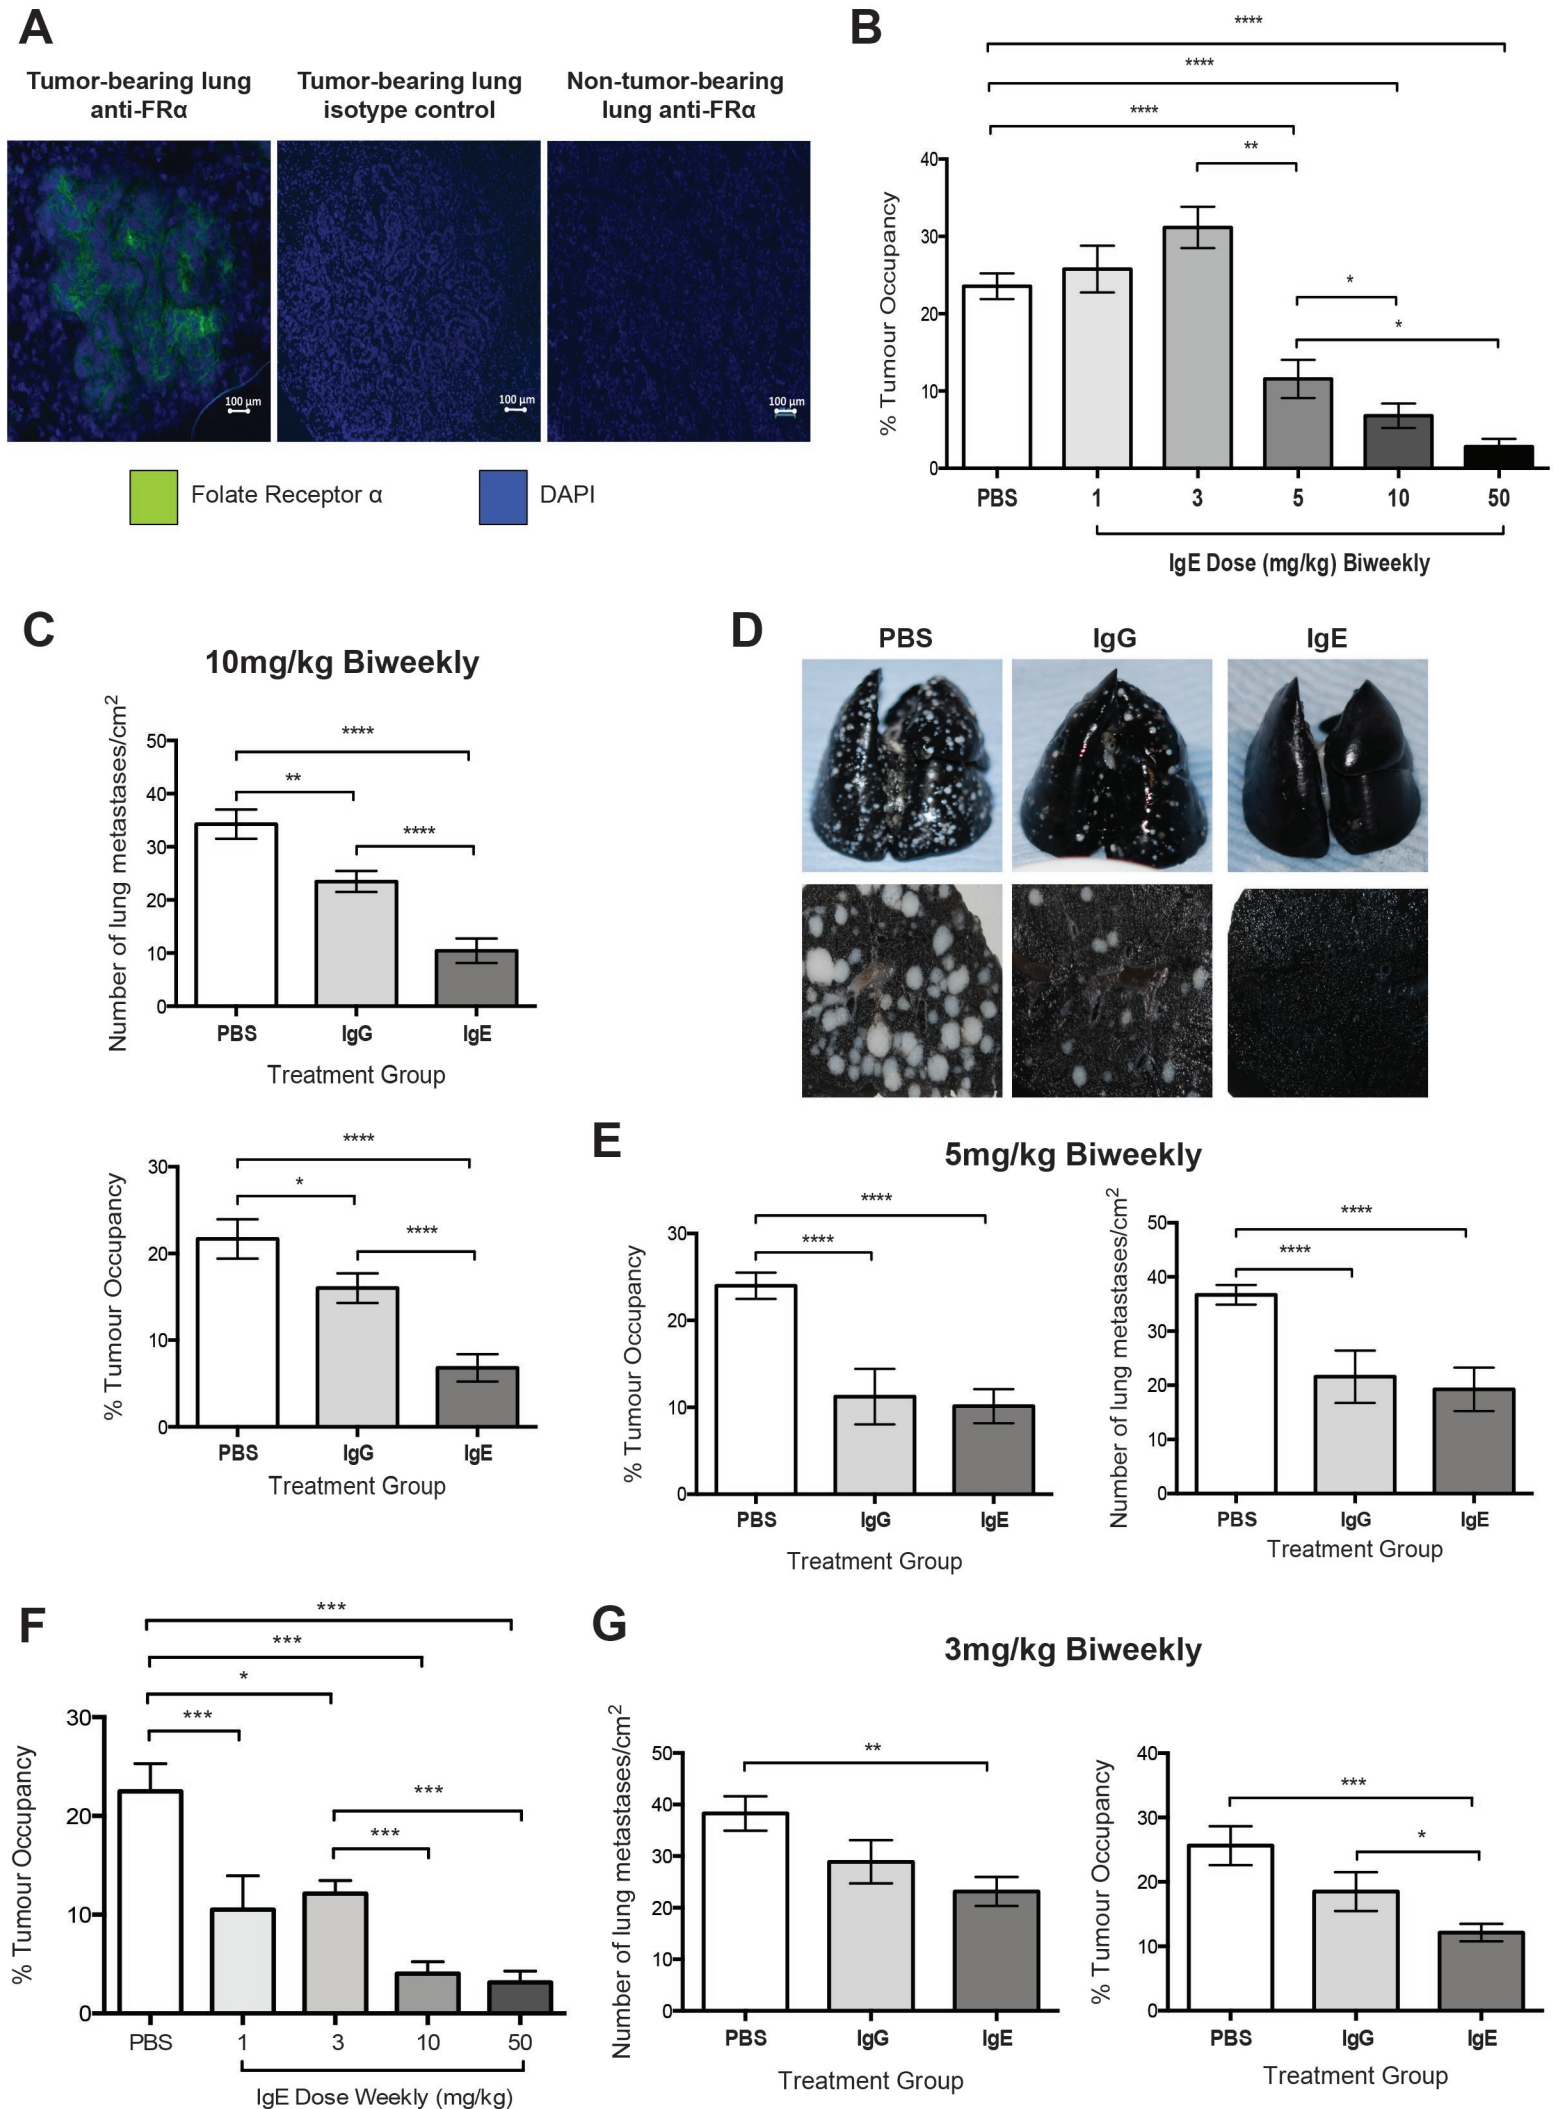 A
Tumor-bearing lung
anti-FRα
Tumor-bearing lung
isotype control
Non-tumor-bearing
lung anti-FRα
100 µm
100 µm
100 µm
Folate Receptor α
DAPI
B
****
****
****
**
*
*
% Tumour Occupancy
40
30
20
10
0
PBS
1
3
5
10
50
IgE Dose (mg/kg) Biweekly
C
10mg/kg Biweekly
Number of lung metastases/cm²
50
40
30
20
10
0
****
**
****
PBS
IgG
IgE
Treatment Group
% Tumour Occupancy
30
20
10
0
****
*
****
PBS
IgG
IgE
Treatment Group
D
PBS
IgG
IgE
E
5mg/kg Biweekly
% Tumour Occupancy
30
20
10
0
****
****
PBS
IgG
IgE
Treatment Group
Number of lung metastases/cm²
50
40
30
20
10
0
****
****
PBS
IgG
IgE
Treatment Group
F
***
***
*
***
***
***
% Tumour Occupancy
30
20
10
0
PBS
1
3
10
50
IgE Dose Weekly (mg/kg)
G
3mg/kg Biweekly
Number of lung metastases/cm²
50
40
30
20
10
0
**
PBS
IgG
IgE
Treatment Group
% Tumour Occupancy
40
30
20
10
0
***
*
PBS
IgG
IgE
Treatment Group